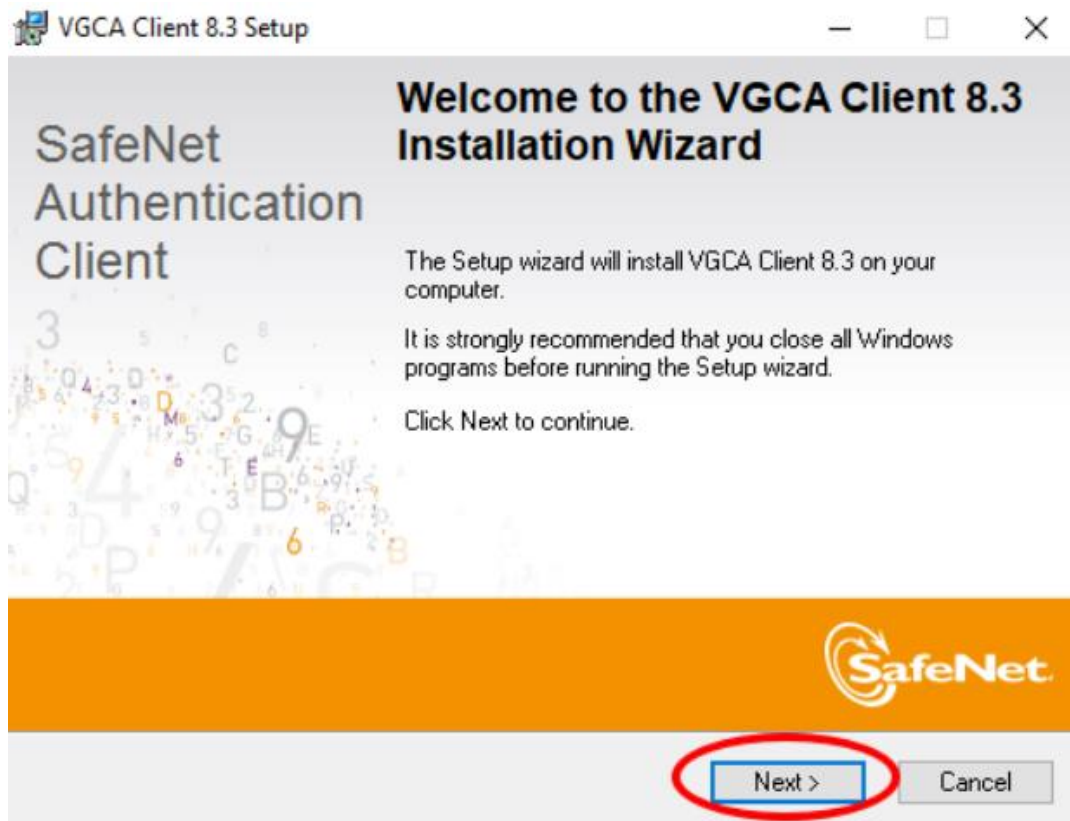 VGCA Client 8.3 Setup
Welcome to the VGCA Client 8.3
Installation Wizard
SafeNet
Authentication
Client
The Setup wizard will install VGCA Client 8.3 on your
computer.
It is strongly recommended that you close all Windows
programs before running the Setup wizard.
Click Next to continue.
SafeNet.
Next >
Cancel